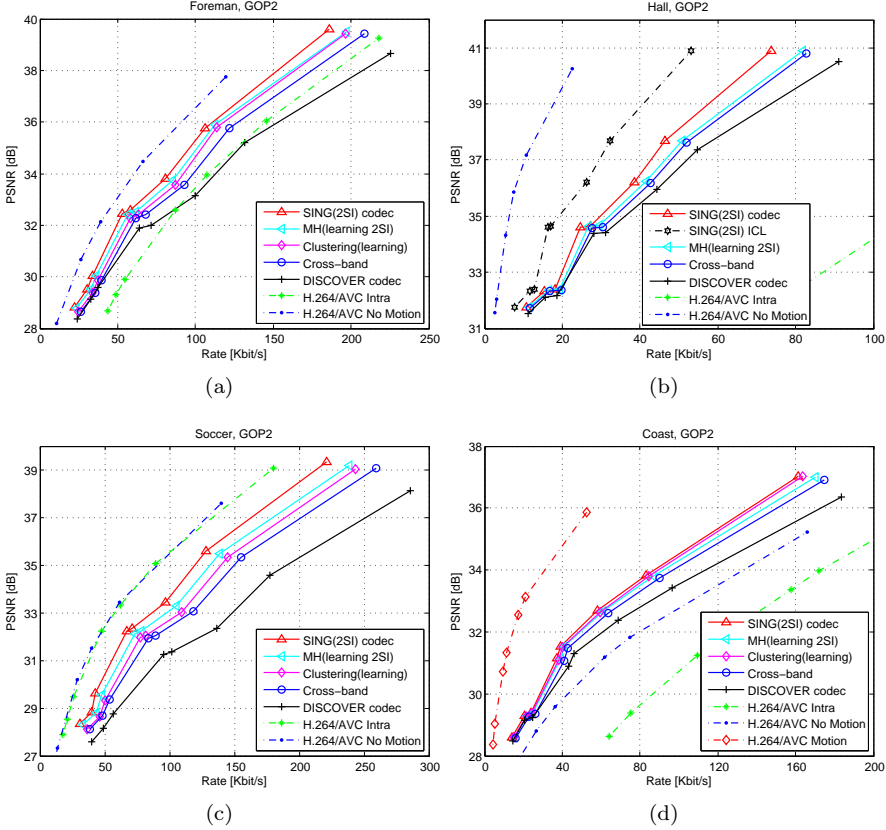 Foreman, GOP2
40
38
36
34
32
30
28
PSNR [dB]
0
50
100
150
200
250
Rate [Kbit/s]
SING(2SI) codec
MH(learning 2SI)
Clustering(learning)
Cross-band
DISCOVER codec
H.264/AVC Intra
H.264/AVC No Motion
(a)
Hall, GOP2
42
39
36
33
31
PSNR [dB]
0
20
40
60
80
100
Rate [Kbit/s]
SING(2SI) codec
SING(2SI) ICL
MH(learning 2SI)
Cross-band
DISCOVER codec
H.264/AVC Intra
H.264/AVC No Motion
(b)
Soccer, GOP2
41
39
37
35
33
31
29
27
PSNR [dB]
0
50
100
150
200
250
300
Rate [Kbit/s]
SING(2SI) codec
MH(learning 2SI)
Clustering(learning)
Cross-band
DISCOVER codec
H.264/AVC Intra
H.264/AVC No Motion
(c)
Coast, GOP2
38
36
34
32
30
28
PSNR [dB]
0
40
80
120
160
200
Rate [Kbit/s]
SING(2SI) codec
MH(learning 2SI)
Clustering(learning)
Cross-band
DISCOVER codec
H.264/AVC Intra
H.264/AVC No Motion
H.264/AVC Motion
(d)